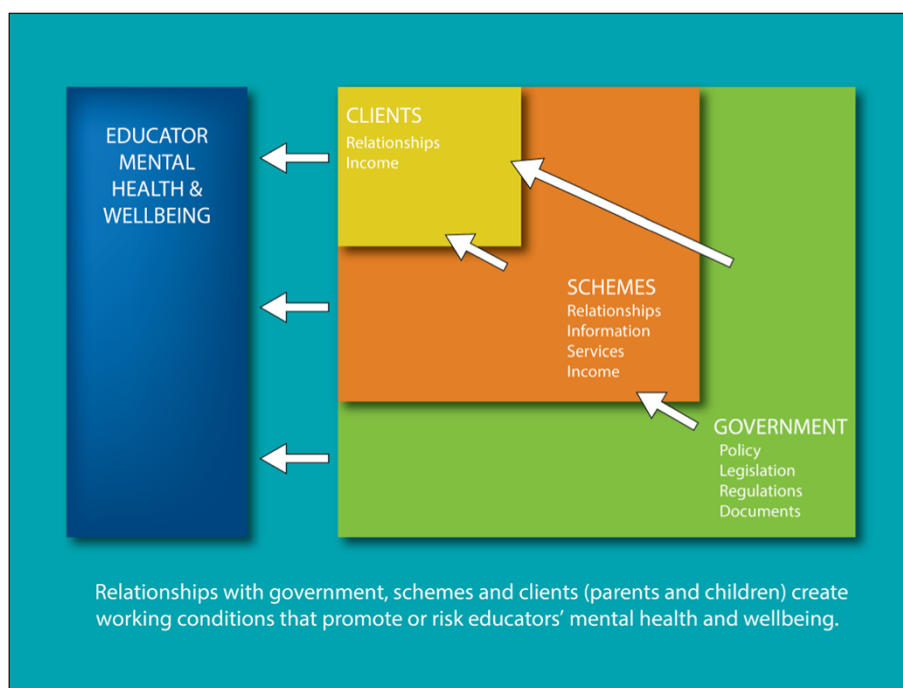 EDUCATOR
MENTAL
HEALTH &
WELLBEING
CLIENTS
Relationships
Income
SCHEMES
Relationships
Information
Services
Income
GOVERNMENT
Policy
Legislation
Regulations
Documents
Relationships with government, schemes and clients (parents and children) create
working conditions that promote or risk educators’ mental health and wellbeing.